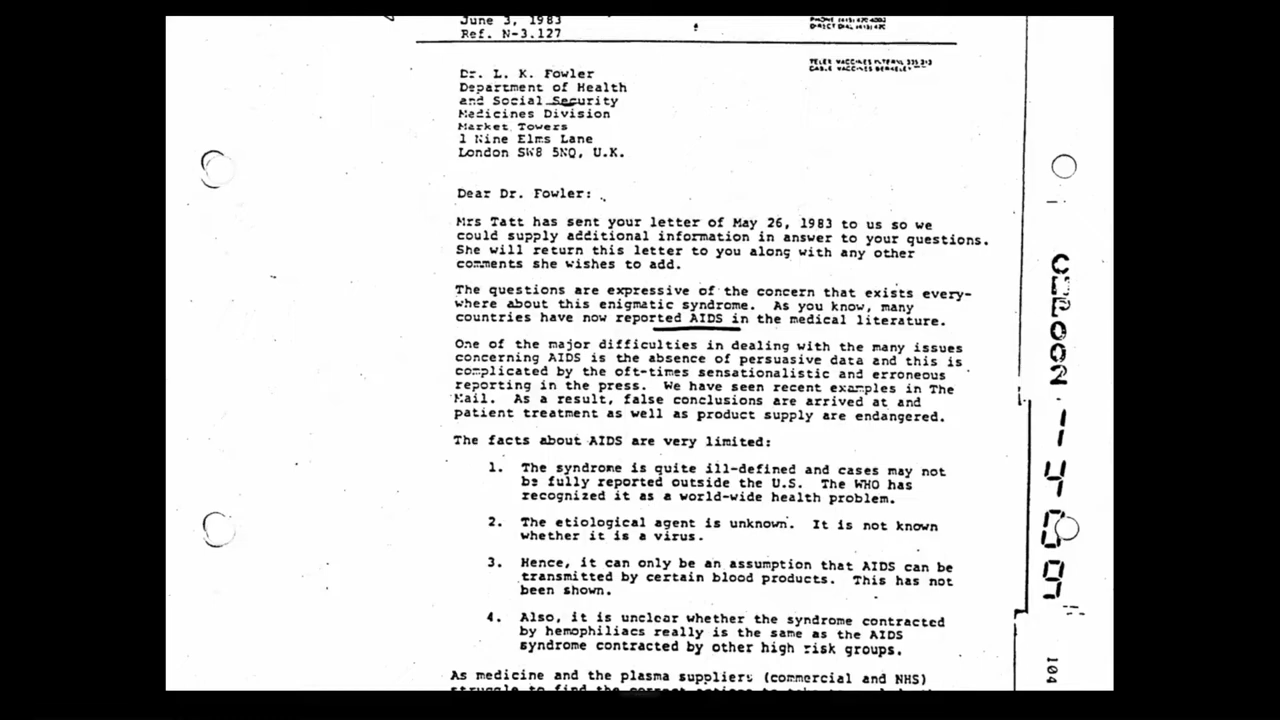 June 3, 1983
Ref. N-3.127
Dr. L. K. Fowler
Department of Health
and Social Security
Medicines Division
Market Towers
1 Nine Elms Lane
London SW8 5NQ, U.K.
Dear Dr. Fowler:
Mrs Tatt has sent your letter of May 26, 1983 to us so we
could supply additional information in answer to your questions.
She will return this letter to you along with any other
comments she wishes to add.
The questions are expressive of the concern that exists every-
where about this enigmatic syndrome. As you know, many
countries have now reported AIDS in the medical literature.
One of the major difficulties in dealing with the many issues
concerning AIDS is the absence of persuasive data and this is
complicated by the oft-times sensationalistic and erroneous
reporting in the press. We have seen recent examples in The
Mail. As a result, false conclusions are arrived at and
patient treatment as well as product supply are endangered.
The facts about AIDS are very limited:
1. The syndrome is quite ill-defined and cases may not
be fully reported outside the U.S. The WHO has
recognized it as a world-wide health problem.
2. The etiological agent is unknown. It is not known
whether it is a virus.
3. Hence, it can only be an assumption that AIDS can be
transmitted by certain blood products. This has not
been shown.
4. Also, it is unclear whether the syndrome contracted
by hemophiliacs really is the same as the AIDS
syndrome contracted by other high risk groups.
As medicine and the plasma suppliers (commercial and NHS)
struggle to find the correct actions to take
104